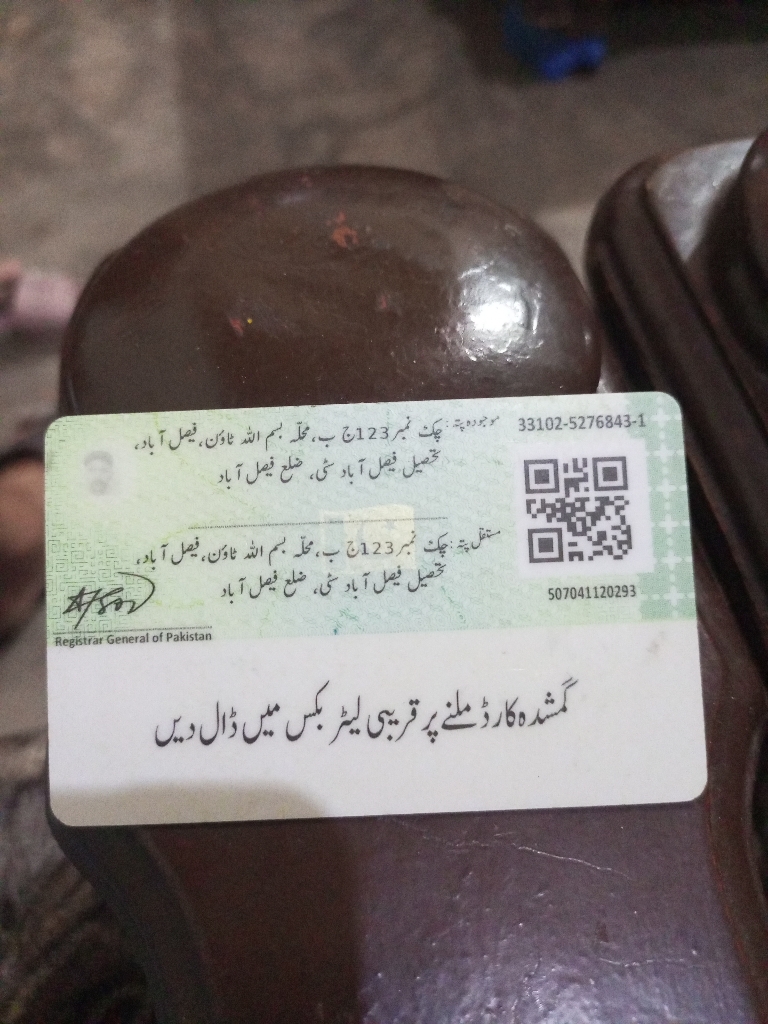 33102-5276843-1
موجودہ پتہ: چک نمبر 123 ج ب، محلّہ بسم اللہ ٹاؤن، فیصل آباد،
تحصیل فیصل آباد سٹی، ضلع فیصل آباد
مستقل پتہ: چک نمبر 123 ج ب، محلّہ بسم اللہ ٹاؤن، فیصل آباد،
تحصیل فیصل آباد سٹی، ضلع فیصل آباد
507041120293
Registrar General of Pakistan
گمشدہ کارڈ ملنے پر قریبی لیٹر بکس میں ڈال دیں